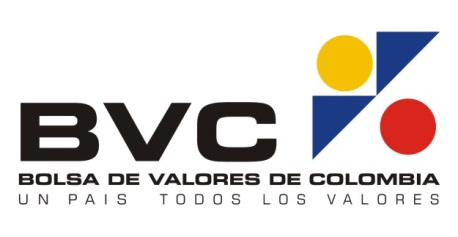 BVC
BOLSA DE VALORES DE COLOMBIA
UN PAIS TODOS LOS VALORES